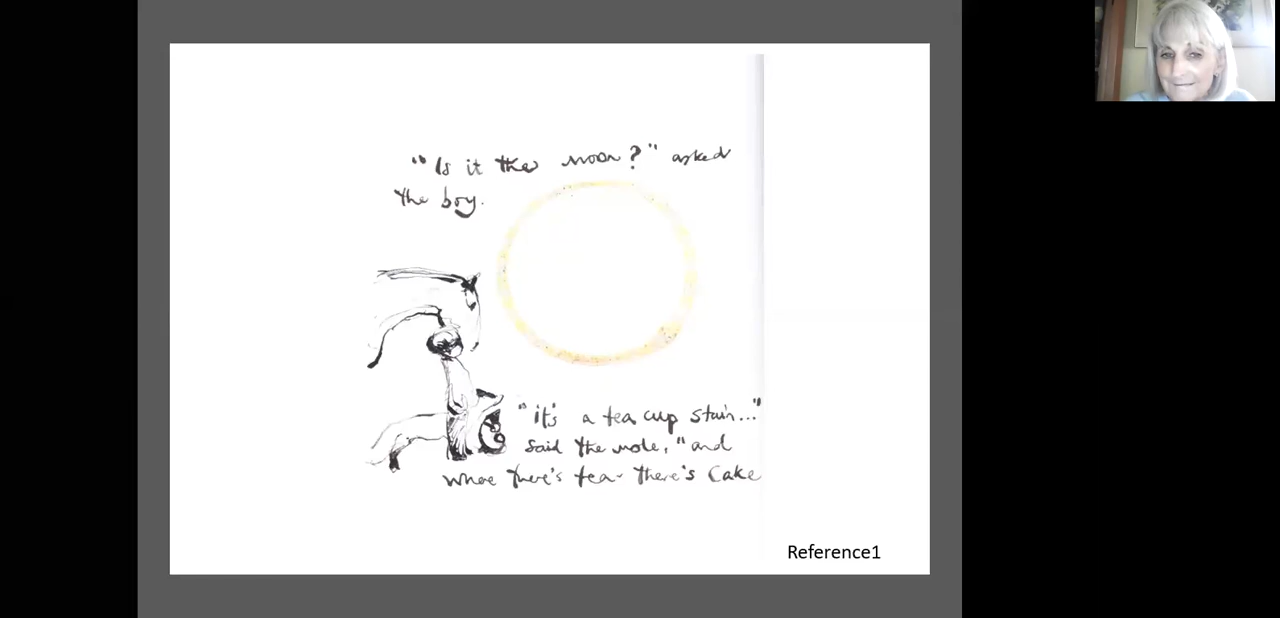 "Is it the moon?" asked
the boy.
"it's a tea cup stain..."
said the mole, "and
where there's tea there's Cake
Reference1